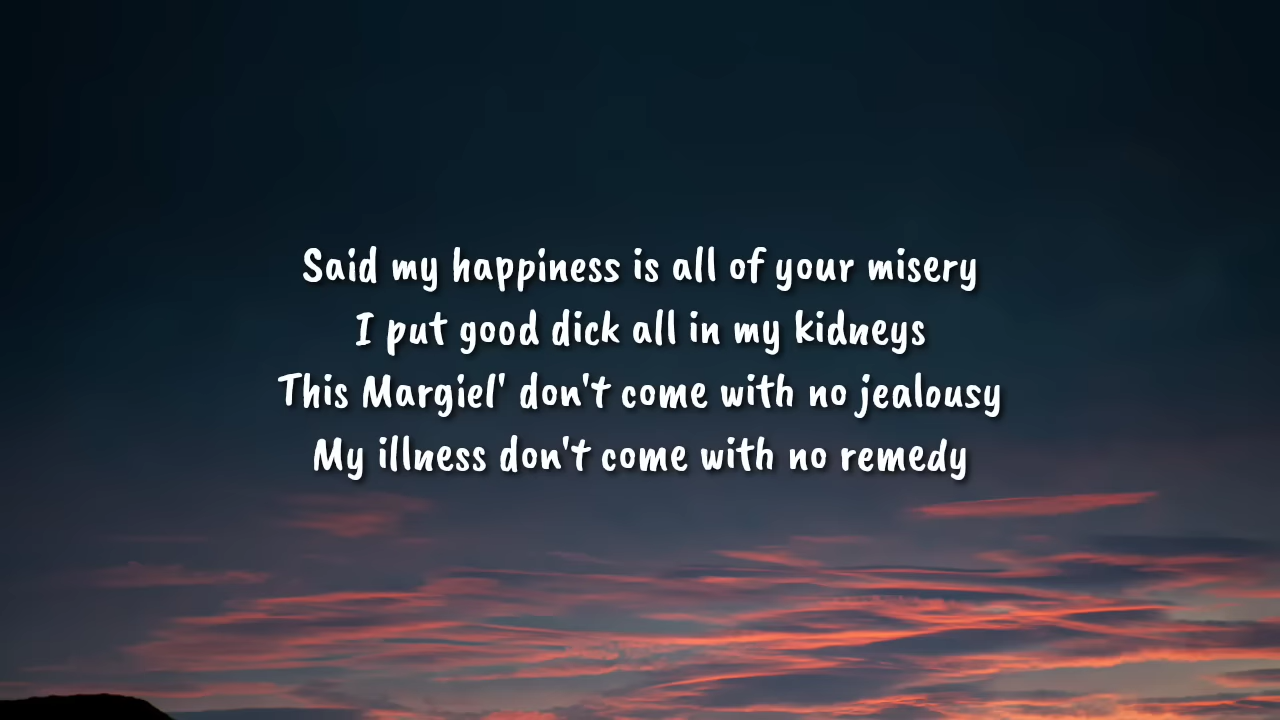 Said my happiness is all of your misery
I put good dick all in my kidneys
This Margiel' don't come with no jealousy
My illness don't come with no remedy